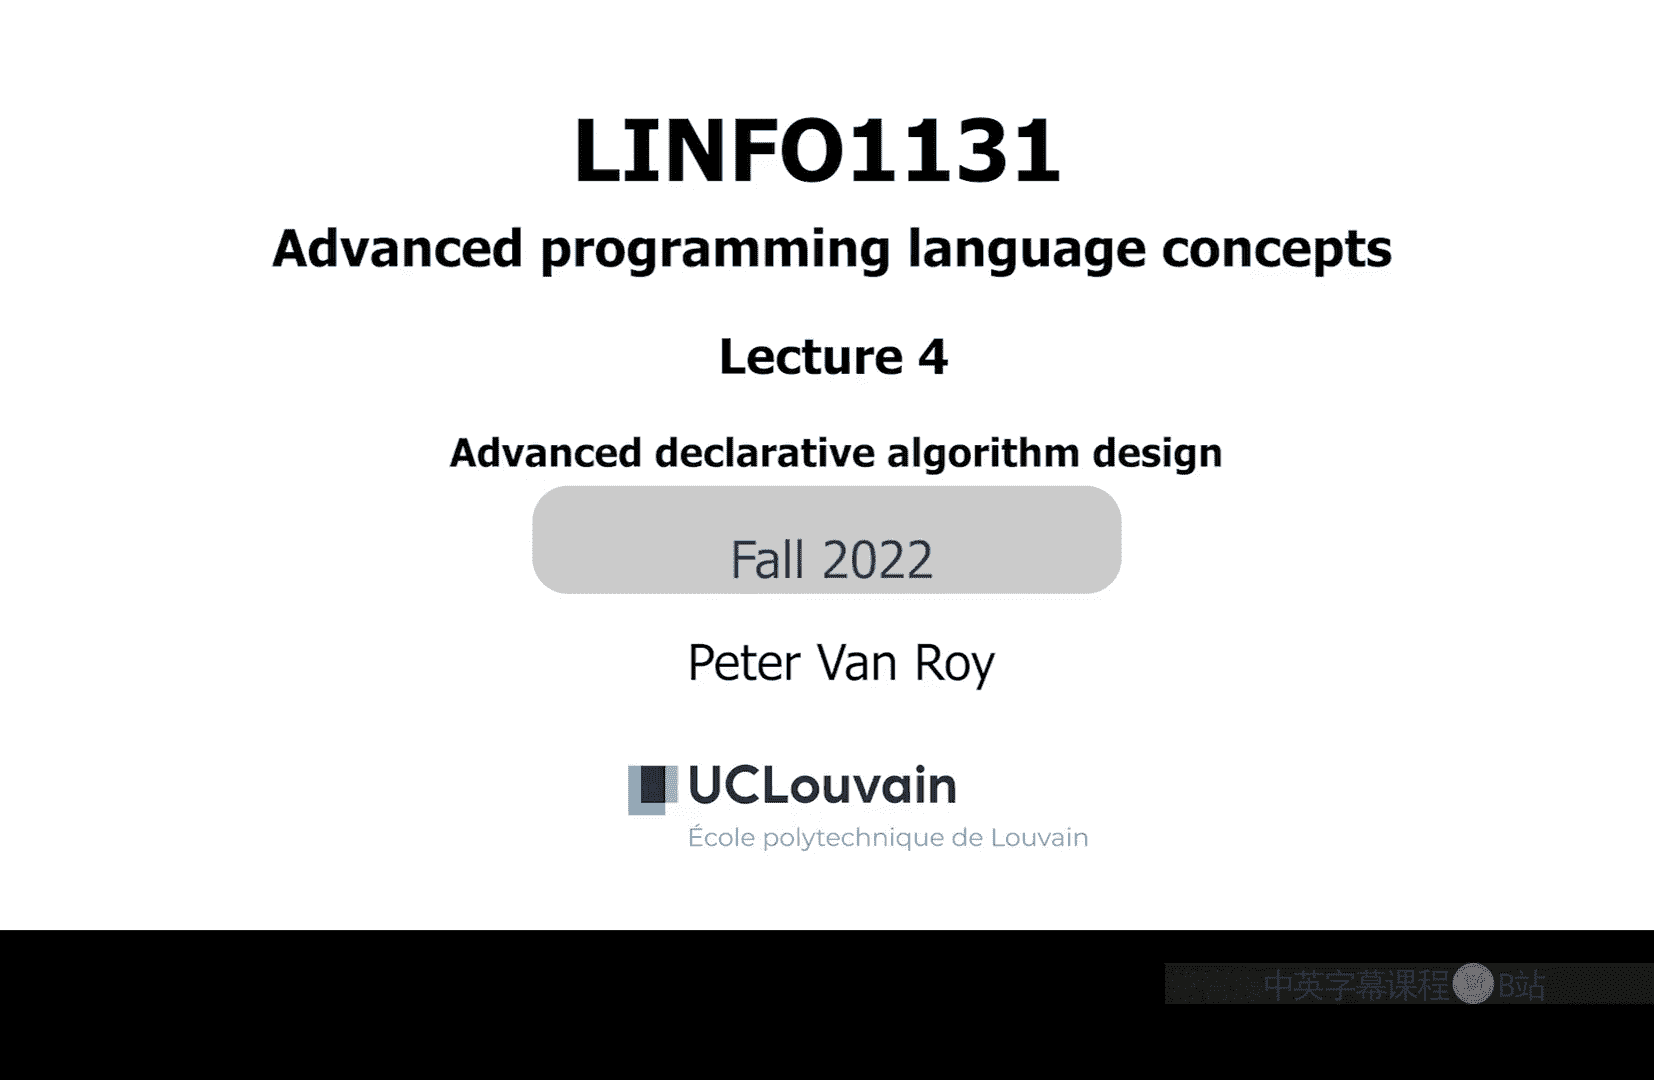 LINFO1131
Advanced programming language concepts
Lecture 4
Advanced declarative algorithm design
Fall 2022
Peter Van Roy
UCLouvain
École polytechnique de Louvain
中英字幕课程 B站